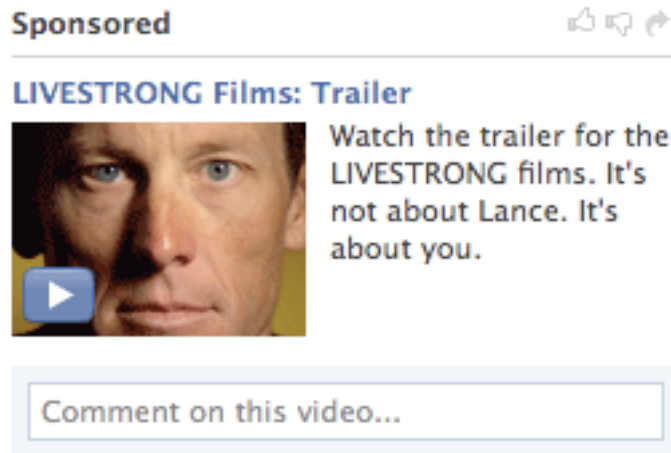 Sponsored
LIVESTRONG Films: Trailer
Watch the trailer for the
LIVESTRONG films. It's
not about Lance. It's
about you.
Comment on this video...